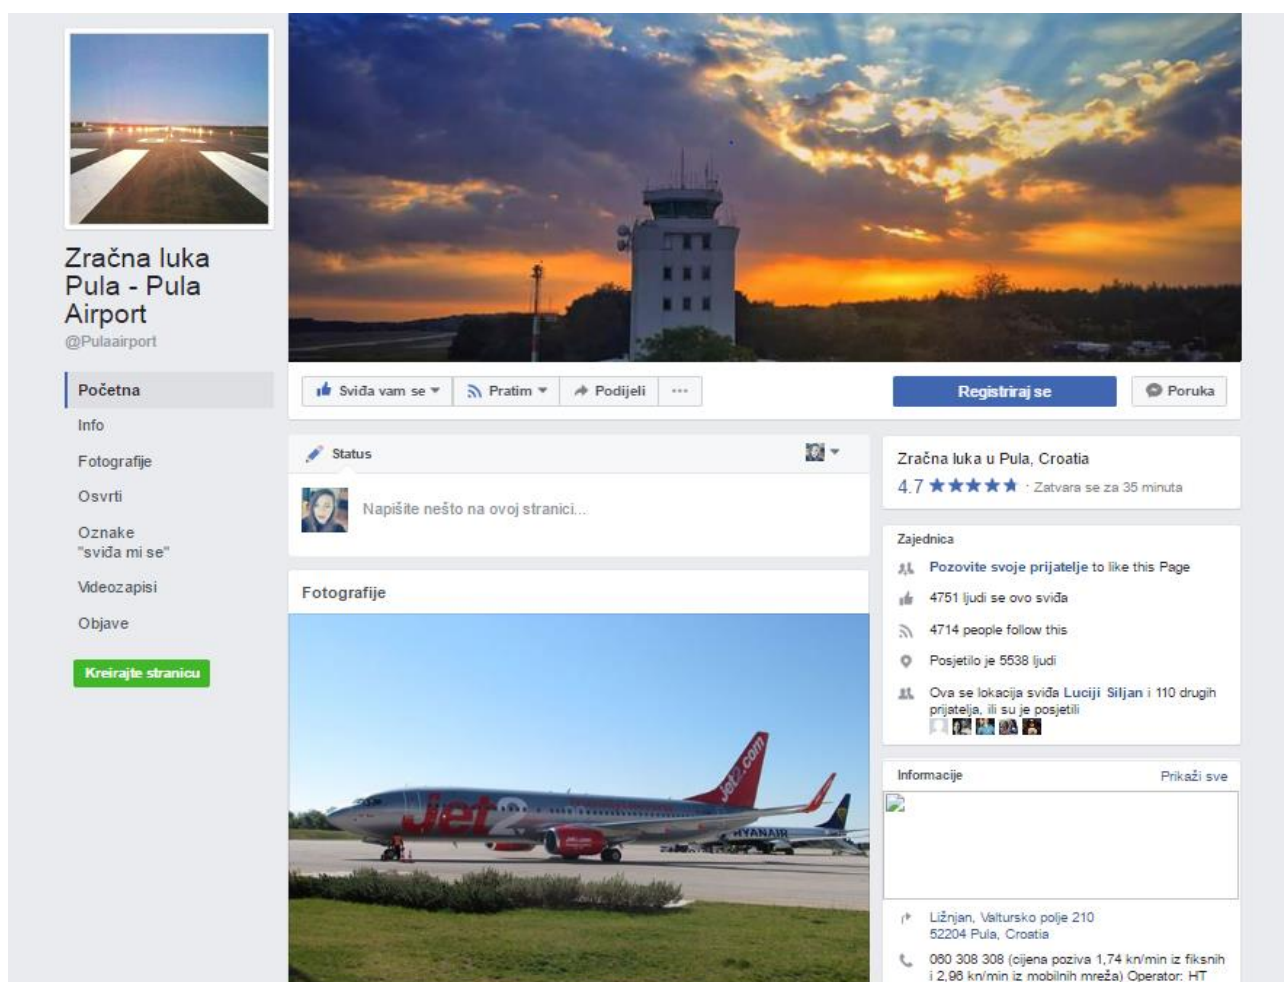 Zračna luka
Pula - Pula
Airport
@Pulaairport
Početna
Info
Fotografije
Osvrti
Oznake
"sviđa mi se"
Videozapisi
Objave
Kreirajte stranicu
Sviđa vam se
Pratim
Podijeli
Registriraj se
Poruka
Status
Napišite nešto na ovoj stranici...
Fotografije
Jet2
Jet2.com
RYANAIR
Zračna luka u Pula, Croatia
4.7 ★★★★★ · Zatvara se za 35 minuta
Zajednica
Pozovite svoje prijatelje to like this Page
4751 ljudi se ovo sviđa
4714 people follow this
Posjetilo je 5538 ljudi
Ova se lokacija sviđa Luciji Siljan i 110 drugih
prijatelja, ili su je posjetili
Informacije
Prikaži sve
Ližnjan, Valtursko polje 210
52204 Pula, Croatia
060 308 308 (cijena poziva 1,74 kn/min iz fiksnih
i 2,96 kn/min iz mobilnih mreža) Operator: HT